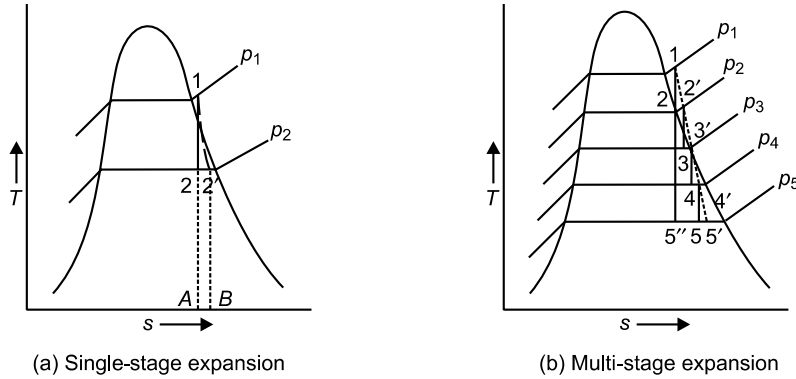 p1
1
p2
2
2′
T
A
B
s
(a) Single-stage expansion
p1
1
p2
2′
2
p3
3′
3
p4
4
4′
p5
5′′
5
5′
T
s
(b) Multi-stage expansion